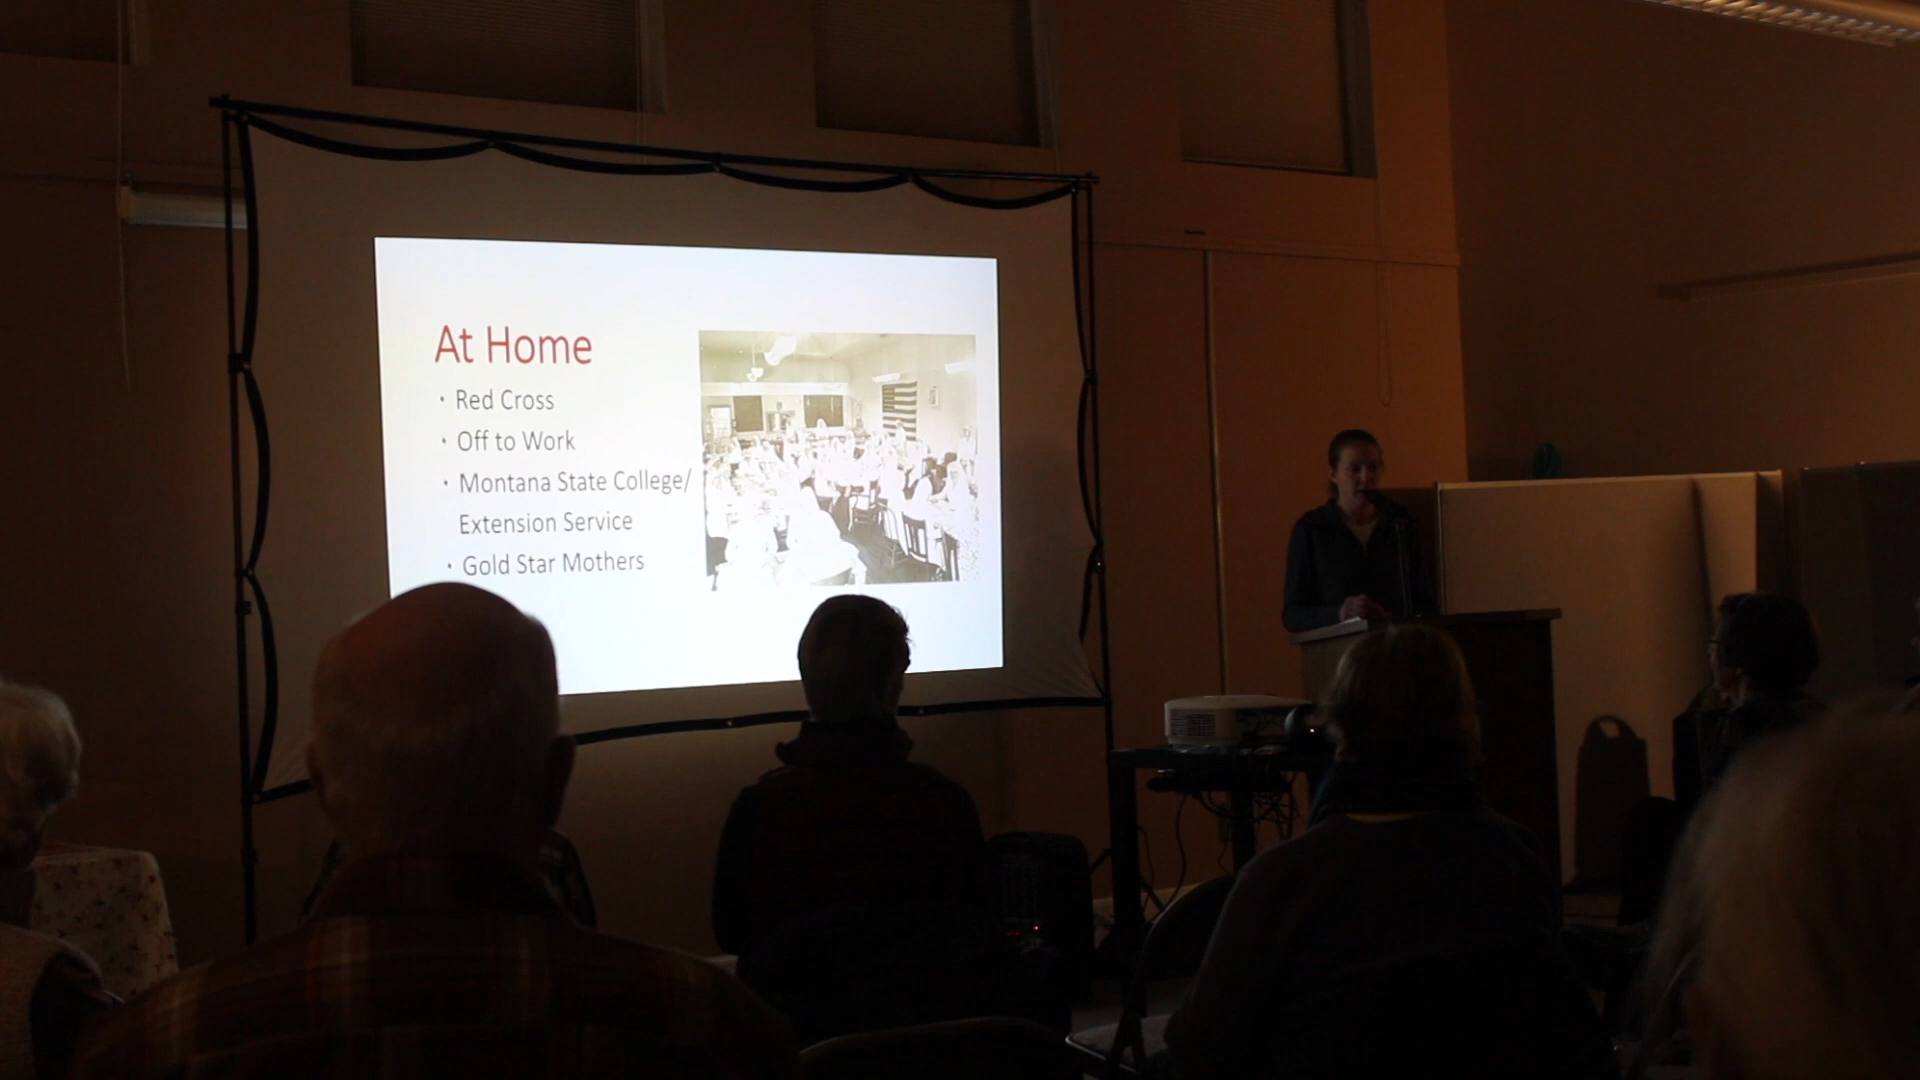 At Home
• Red Cross
• Off to Work
• Montana State College/
Extension Service
• Gold Star Mothers